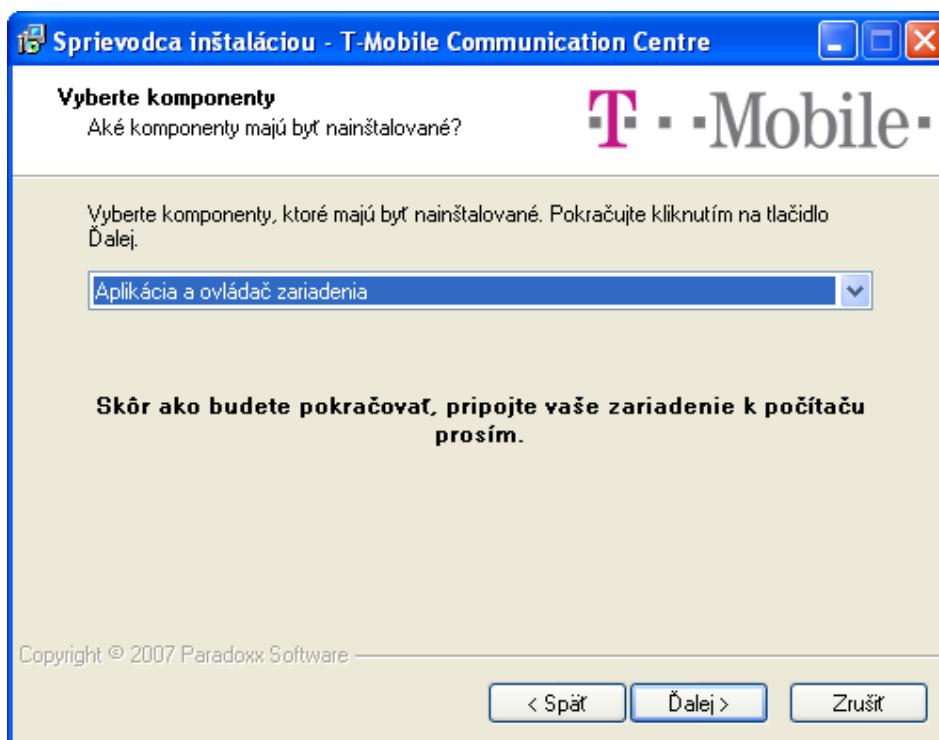 Sprievodca inštaláciou - T-Mobile Communication Centre
Vyberte komponenty
Aké komponenty majú byť nainštalované?
T · · Mobile ·
Vyberte komponenty, ktoré majú byť nainštalované. Pokračujte kliknutím na tlačidlo
Ďalej.
Aplikácia a ovládač zariadenia
Skôr ako budete pokračovať, pripojte vaše zariadenie k počítaču
prosím.
Copyright © 2007 Paradoxx Software
< Späť Ďalej > Zrušiť